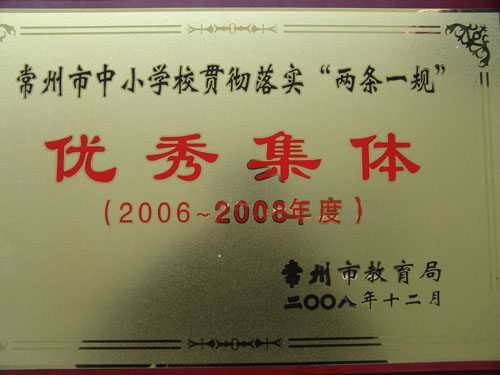 常州市中小学校贯彻落实“两条一规”
优秀集体
(2006~2008年度)
常州市教育局
二〇〇八年十二月